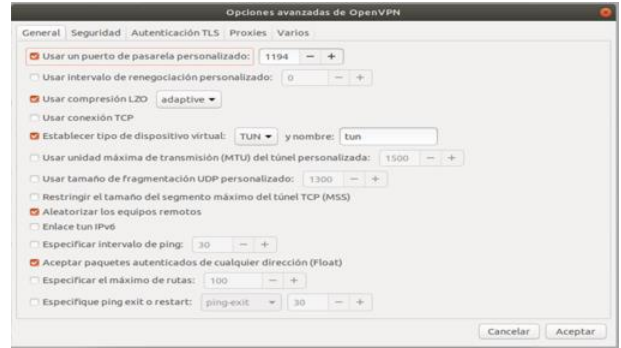 Opciones avanzadas de OpenVPN
General Seguridad Autenticación TLS Proxies Varios
Usar un puerto de pasarela personalizado: 1194 − +
Usar intervalo de renegociación personalizado: 0 − +
Usar compresión LZO adaptive
Usar conexión TCP
Establecer tipo de dispositivo virtual: TUN y nombre: tun
Usar unidad máxima de transmisión (MTU) del túnel personalizada: 1500 − +
Usar tamaño de fragmentación UDP personalizado: 1300 − +
Restringir el tamaño del segmento máximo del túnel TCP (MSS)
Aleatorizar los equipos remotos
Enlace tun IPv6
Especificar intervalo de ping: 30 − +
Aceptar paquetes autenticados de cualquier dirección (Float)
Especificar el máximo de rutas: 100 − +
Especifique ping exit o restart: ping-exit 30 − +
Cancelar Aceptar